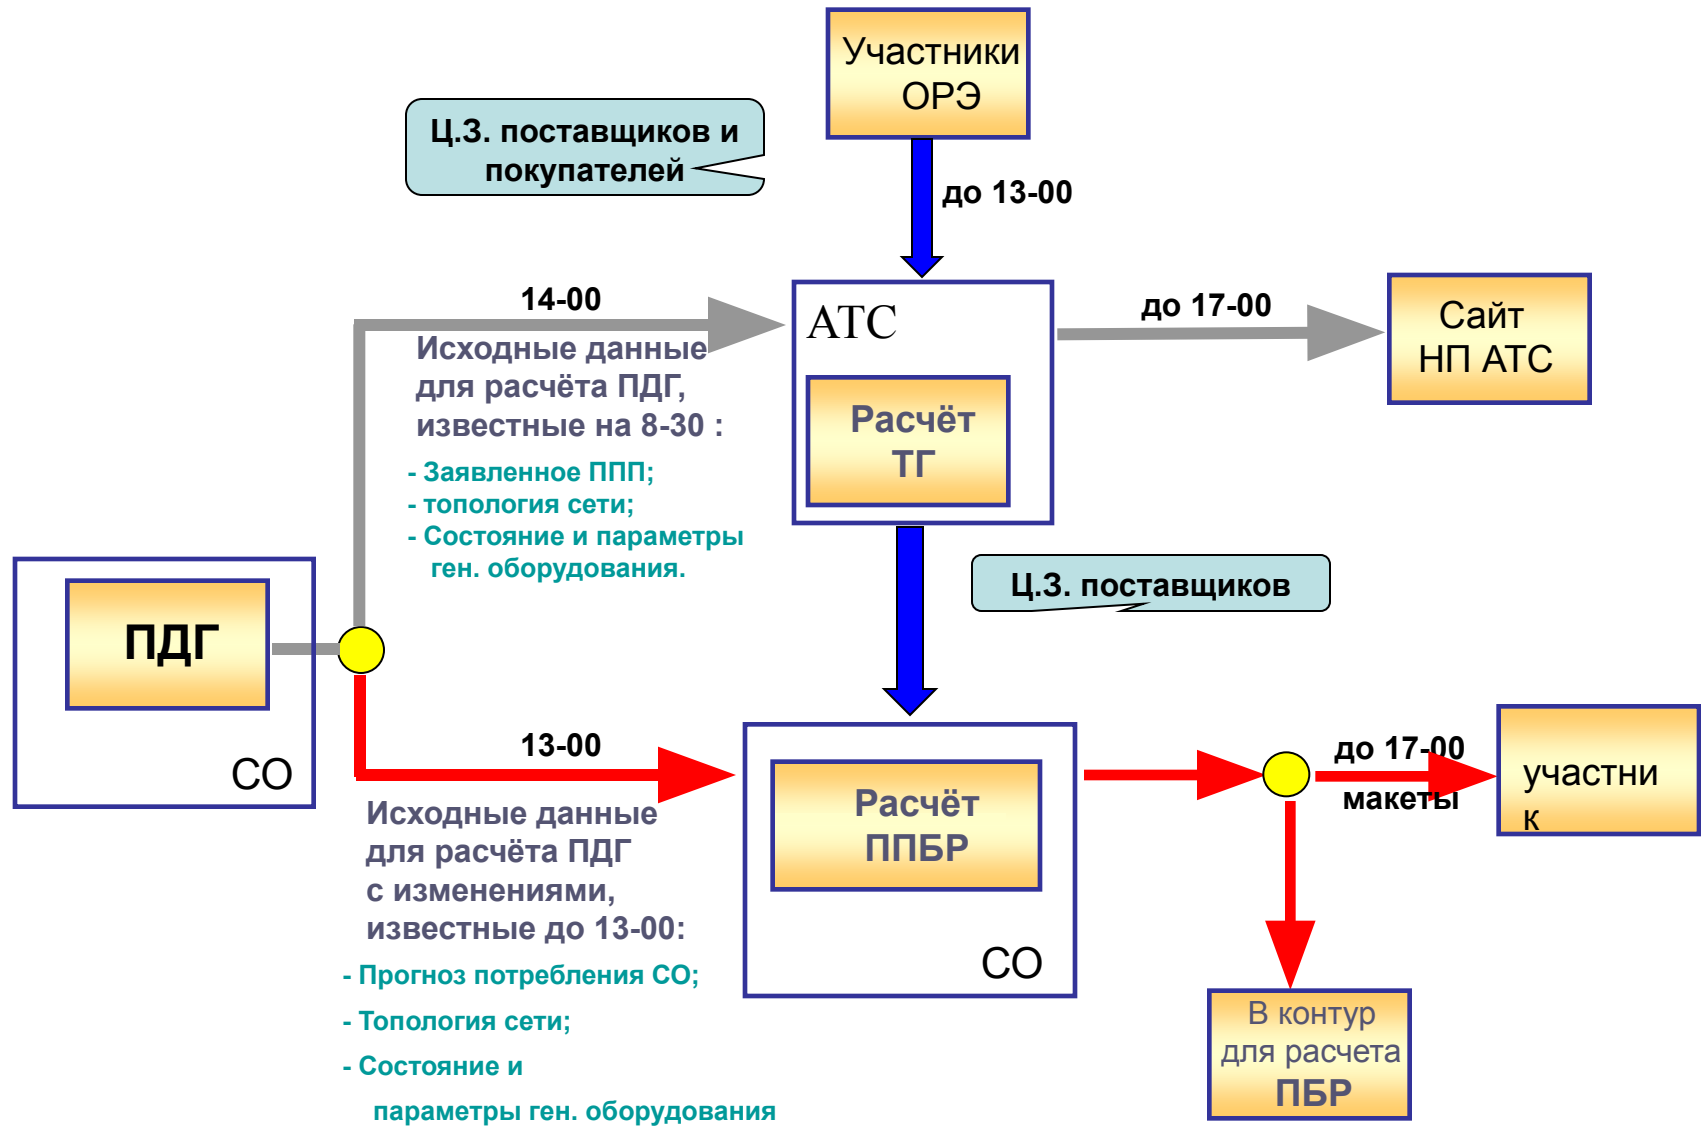 Участники
ОРЭ
Ц.З. поставщиков и
покупателей
до 13-00
14-00
Исходные данные
для расчёта ПДГ,
известные на 8-30 :
- Заявленное ППП;
- топология сети;
- Состояние и параметры
ген. оборудования.
АТС
Расчёт
ТГ
до 17-00
Сайт
НП АТС
Ц.З. поставщиков
ПДГ
СО
13-00
Исходные данные
для расчёта ПДГ
с изменениями,
известные до 13-00:
- Прогноз потребления СО;
- Топология сети;
- Состояние и
параметры ген. оборудования
Расчёт
ППБР
СО
до 17-00
макеты
участни
к
В контур
для расчета
ПБР